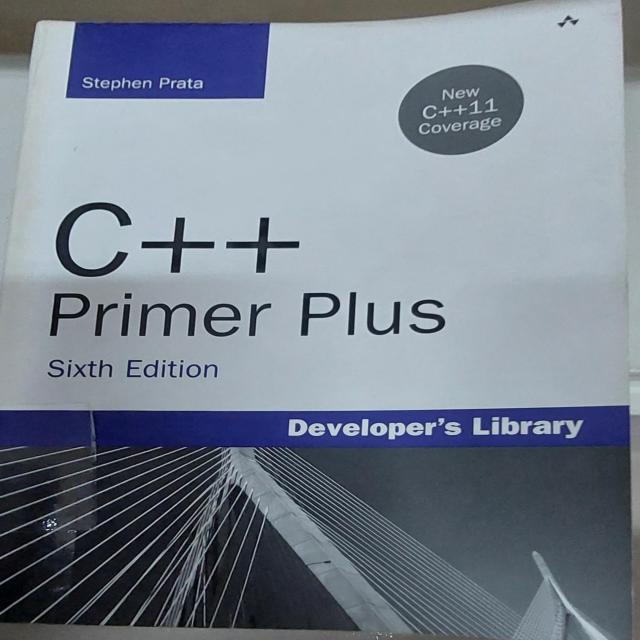 Stephen Prata
New
C++11
Coverage
C++
Primer Plus
Sixth Edition
Developer's Library